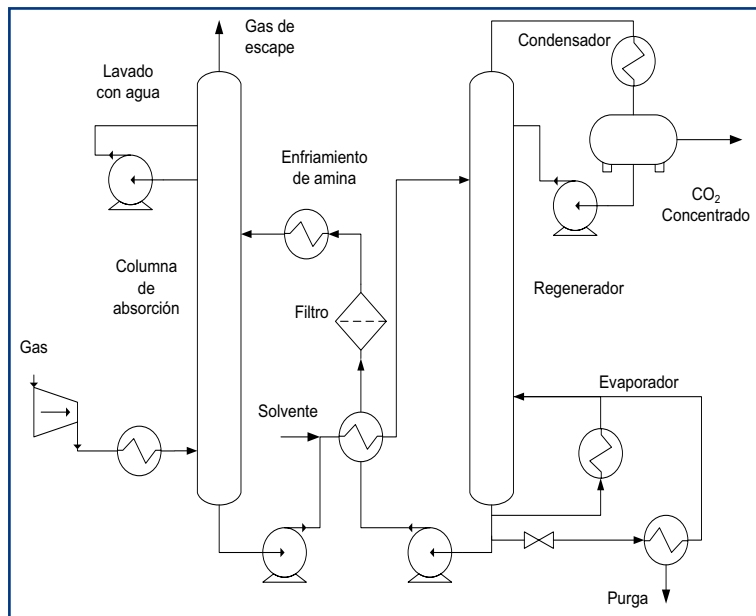 Gas de
escape
Condensador
Lavado
con agua
Enfriamiento
de amina
CO₂
Concentrado
Columna
de
absorción
Filtro
Regenerador
Gas
Evaporador
Solvente
Purga